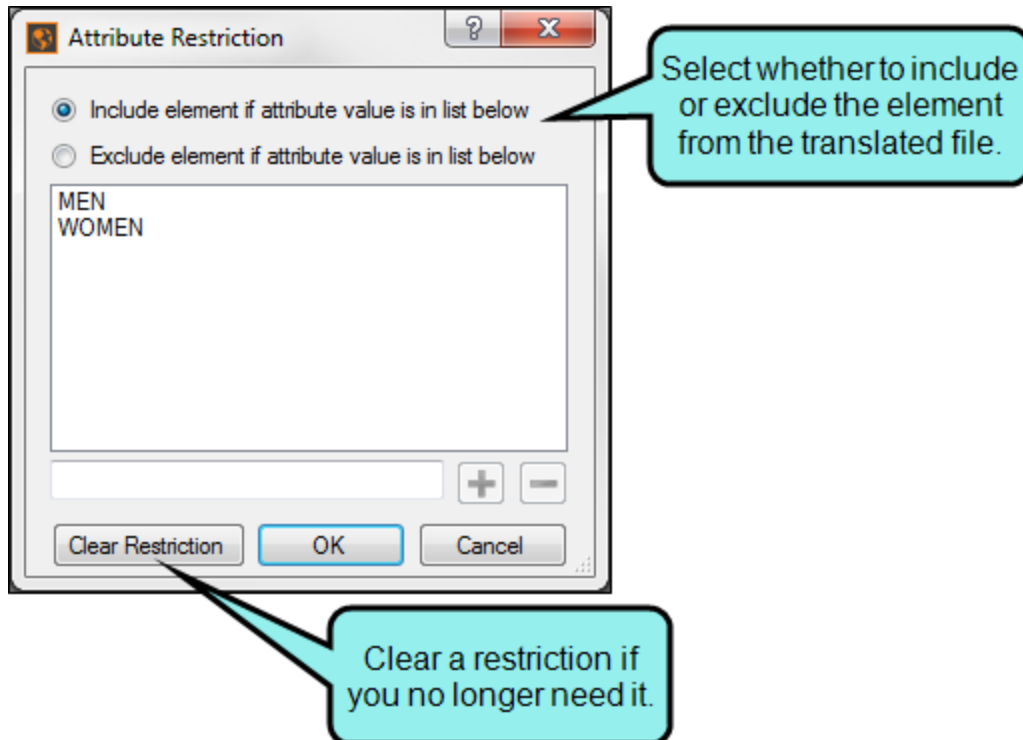 Attribute Restriction
Include element if attribute value is in list below
Exclude element if attribute value is in list below
MEN
WOMEN
Clear Restriction OK Cancel
Select whether to include
or exclude the element
from the translated file.
Clear a restriction if
you no longer need it.